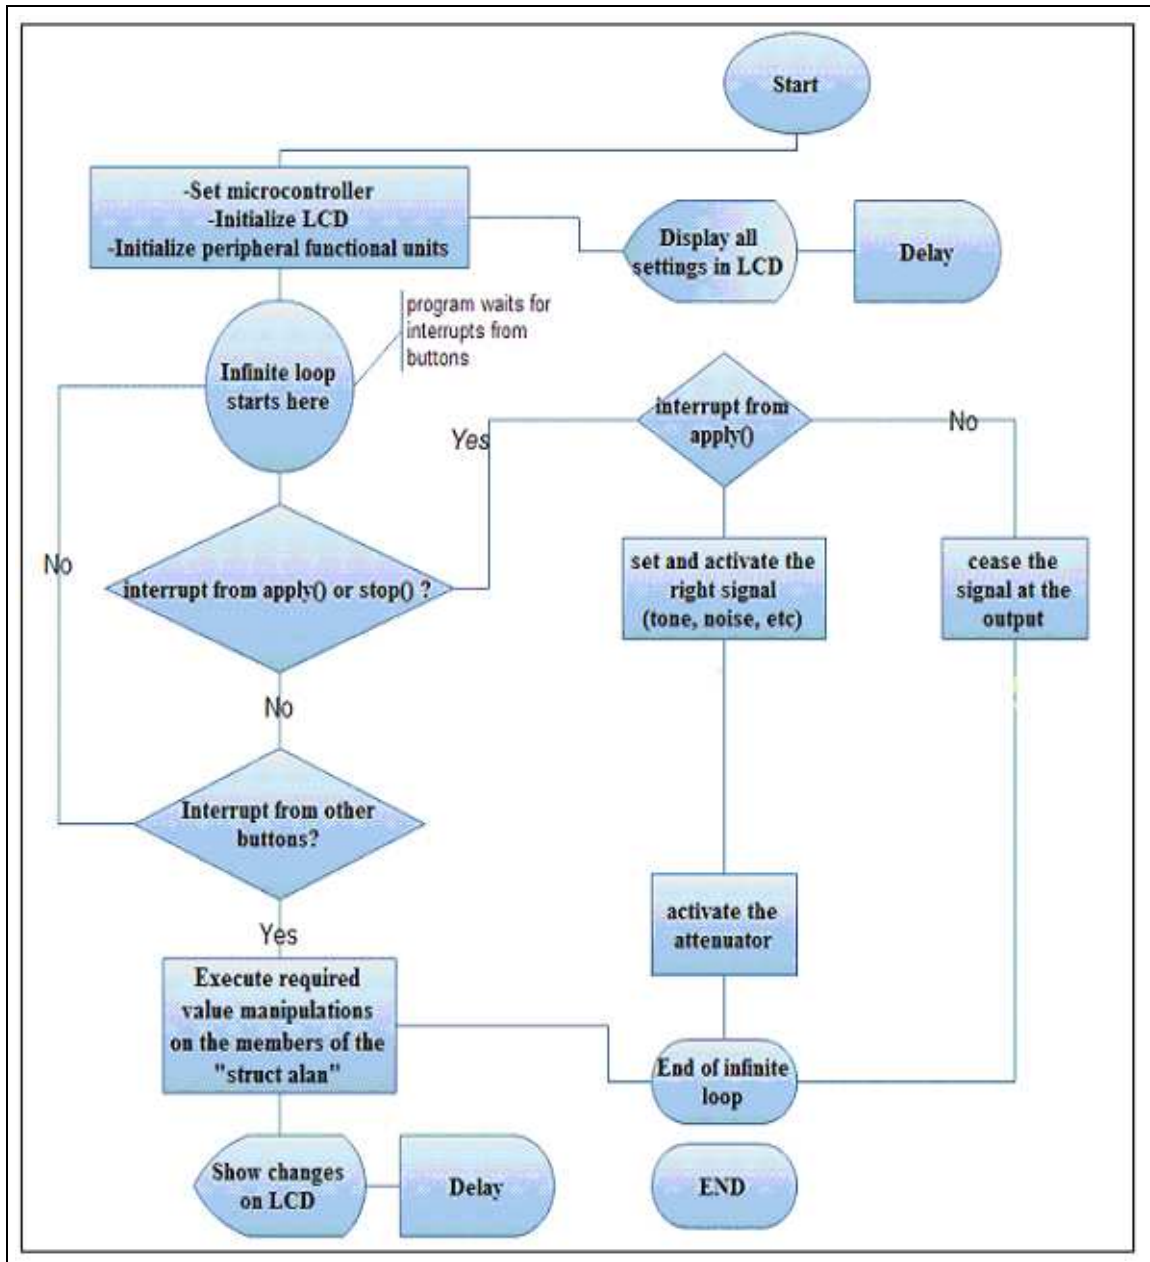 Start
-Set microcontroller
-Initialize LCD
-Initialize peripheral functional units
Display all
settings in LCD
Delay
program waits for
interrupts from
buttons
Infinite loop
starts here
interrupt from
apply()
Yes
No
No
interrupt from apply() or stop() ?
set and activate the
right signal
(tone, noise, etc)
cease the
signal at the
output
No
Interrupt from other
buttons?
activate the
attenuator
Yes
Execute required
value manipulations
on the members of the
"struct alan"
End of infinite
loop
Show changes
on LCD
Delay
END